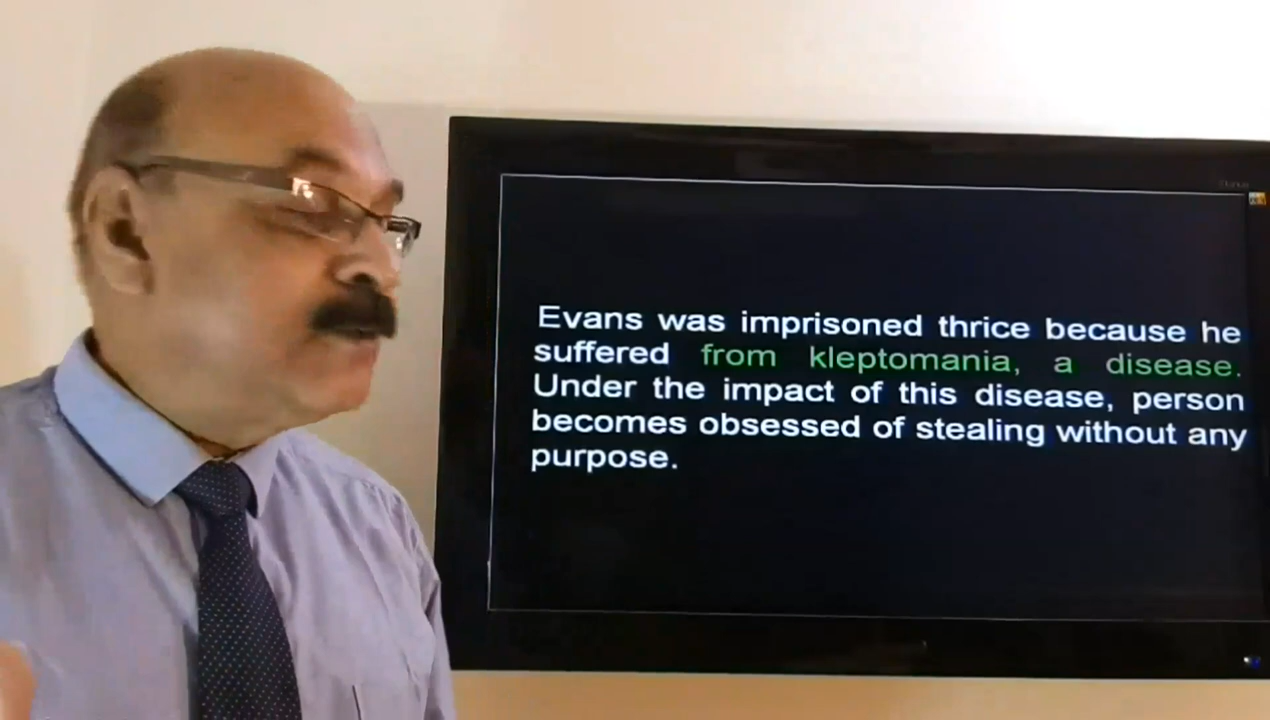 Evans was imprisoned thrice because he
suffered from kleptomania, a disease.
Under the impact of this disease, person
becomes obsessed of stealing without any
purpose.